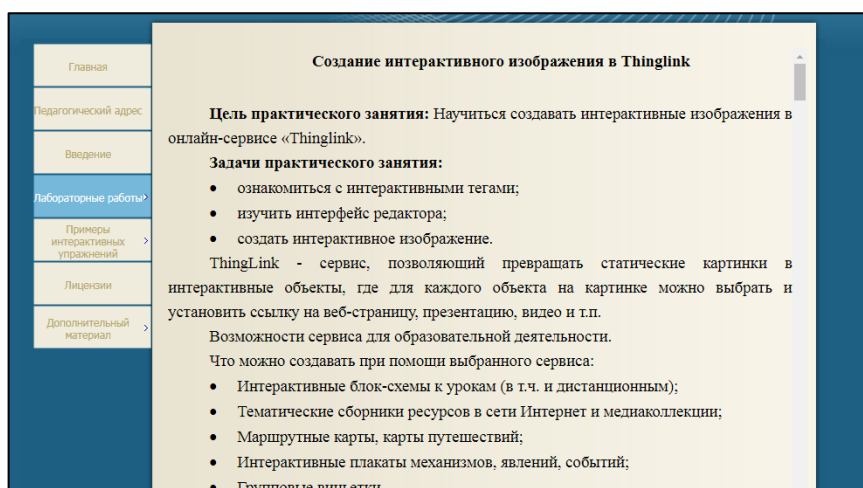 Главная
Педагогический адрес
Введение
Лабораторные работы
Примеры
интерактивных
упражнений
Лицензии
Дополнительный
материал
Создание интерактивного изображения в Thinglink
Цель практического занятия: Научиться создавать интерактивные изображения в
онлайн-сервисе «Thinglink».
Задачи практического занятия:
• ознакомиться с интерактивными тегами;
• изучить интерфейс редактора;
• создать интерактивное изображение.
ThingLink - сервис, позволяющий превращать статические картинки в
интерактивные объекты, где для каждого объекта на картинке можно выбрать и
установить ссылку на веб-страницу, презентацию, видео и т.п.
Возможности сервиса для образовательной деятельности.
Что можно создавать при помощи выбранного сервиса:
• Интерактивные блок-схемы к урокам (в т.ч. и дистанционным);
• Тематические сборники ресурсов в сети Интернет и медиаколлекции;
• Маршрутные карты, карты путешествий;
• Интерактивные плакаты механизмов, явлений, событий;
• Групповые виньетки